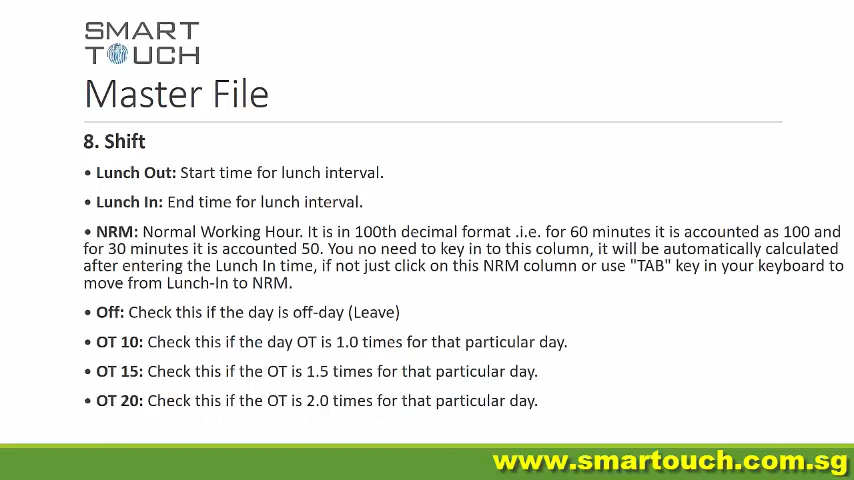 SMART
TOUCH
Master File
8. Shift
• Lunch Out: Start time for lunch interval.
• Lunch In: End time for lunch interval.
• NRM: Normal Working Hour. It is in 100th decimal format .i.e. for 60 minutes it is accounted as 100 and
for 30 minutes it is accounted 50. You no need to key in to this column, it will be automatically calculated
after entering the Lunch In time, if not just click on this NRM column or use "TAB" key in your keyboard to
move from Lunch-In to NRM.
• Off: Check this if the day is off-day (Leave)
• OT 10: Check this if the day OT is 1.0 times for that particular day.
• OT 15: Check this if the OT is 1.5 times for that particular day.
• OT 20: Check this if the OT is 2.0 times for that particular day.
www.smartouch.com.sg